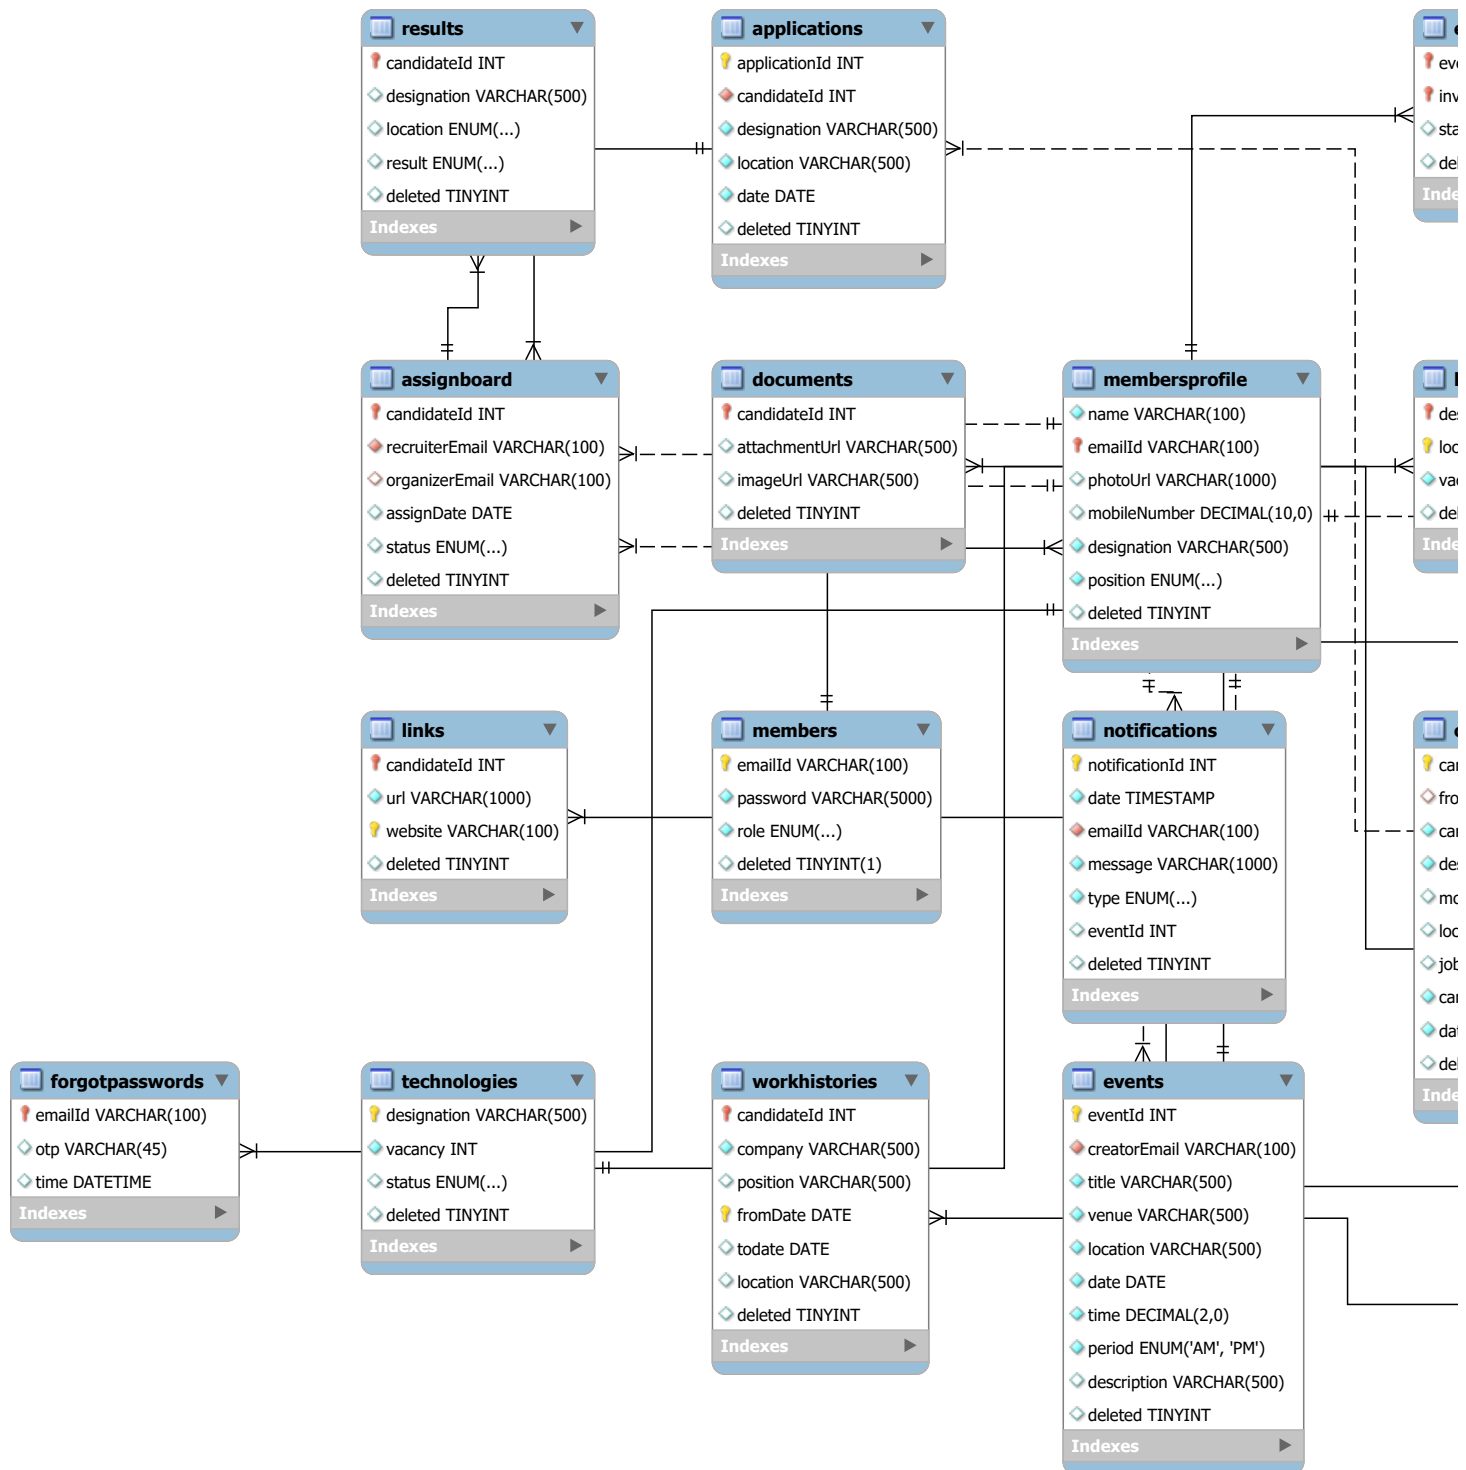 results
candidateId INT
designation VARCHAR(500)
location ENUM(...)
result ENUM(...)
deleted TINYINT
Indexes
applications
applicationId INT
candidateId INT
designation VARCHAR(500)
location VARCHAR(500)
date DATE
deleted TINYINT
Indexes
assignboard
candidateId INT
recruiterEmail VARCHAR(100)
organizerEmail VARCHAR(100)
assignDate DATE
status ENUM(...)
deleted TINYINT
Indexes
documents
candidateId INT
attachmentUrl VARCHAR(500)
imageUrl VARCHAR(500)
deleted TINYINT
Indexes
membersprofile
name VARCHAR(100)
emailId VARCHAR(100)
photoUrl VARCHAR(1000)
mobileNumber DECIMAL(10,0)
designation VARCHAR(500)
position ENUM(...)
deleted TINYINT
Indexes
links
candidateId INT
url VARCHAR(1000)
website VARCHAR(100)
deleted TINYINT
Indexes
members
emailId VARCHAR(100)
password VARCHAR(5000)
role ENUM(...)
deleted TINYINT(1)
Indexes
notifications
notificationId INT
date TIMESTAMP
emailId VARCHAR(100)
message VARCHAR(1000)
type ENUM(...)
eventId INT
deleted TINYINT
Indexes
forgotpasswords
emailId VARCHAR(100)
otp VARCHAR(45)
time DATETIME
Indexes
technologies
designation VARCHAR(500)
vacancy INT
status ENUM(...)
deleted TINYINT
Indexes
workhistories
candidateId INT
company VARCHAR(500)
position VARCHAR(500)
fromDate DATE
todate DATE
location VARCHAR(500)
deleted TINYINT
Indexes
events
eventId INT
creatorEmail VARCHAR(100)
title VARCHAR(500)
venue VARCHAR(500)
location VARCHAR(500)
date DATE
time DECIMAL(2,0)
period ENUM('AM', 'PM')
description VARCHAR(500)
deleted TINYINT
Indexes